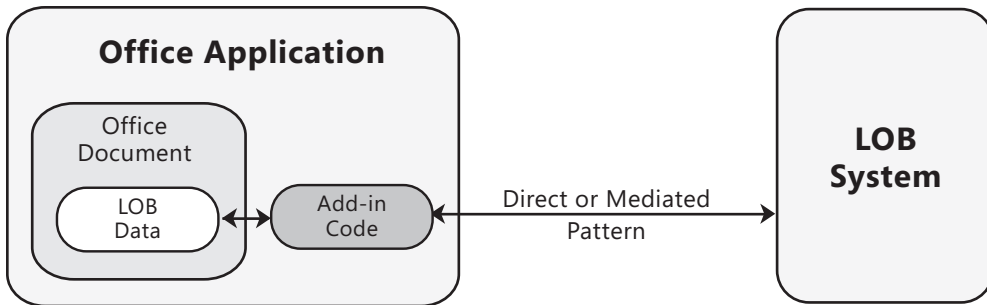 Office Application
Office
Document
LOB
Data
Add-in
Code
Direct or Mediated
Pattern
LOB
System